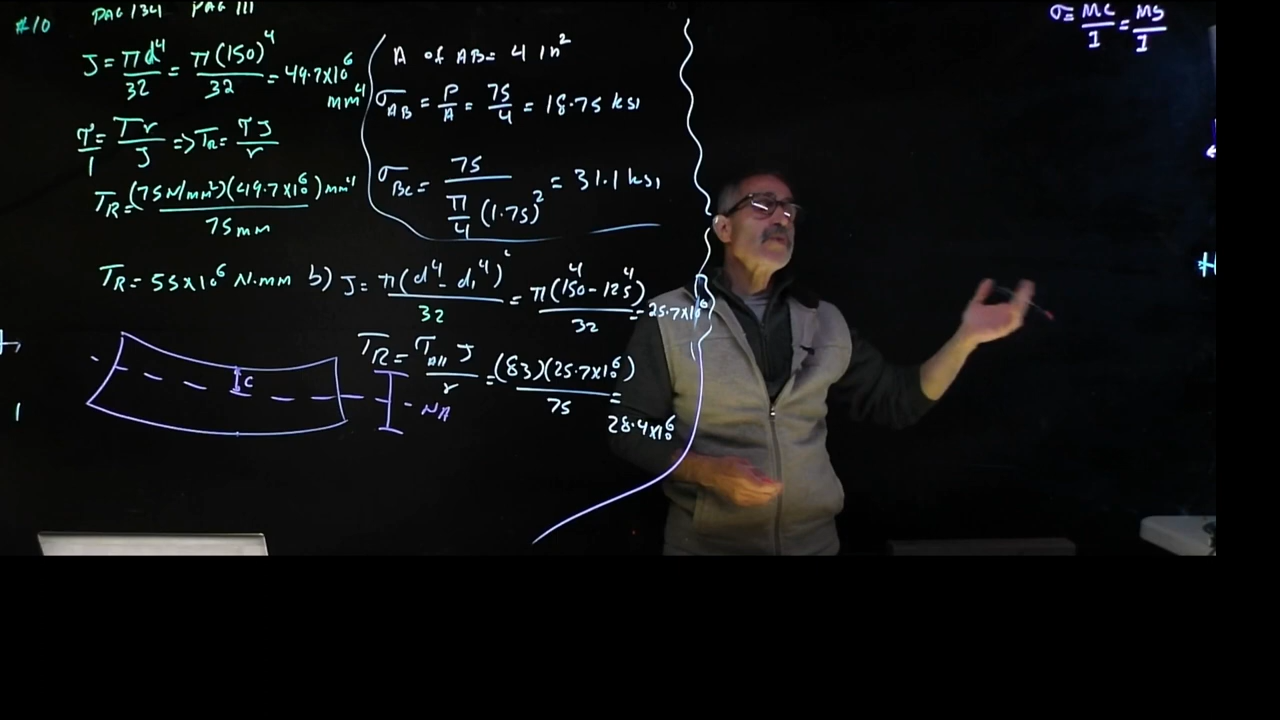 #10 PAG 134 PAG 111
J = πd⁴/32 = π(150)⁴/32 = 49.7x10⁶ mm⁴
τ/1 = Tr/J => T_R = τJ/r
T_R = (75 N/mm²)(49.7x10⁶) mm⁴ / 75 mm
T_R = 55x10⁶ N.mm
A of AB = 4 in²
σ_AB = P/A = 75/4 = 18.75 ksi
σ_BC = 75 / π/4 (1.75)² = 31.1 ksi
b) J = π(d⁴ - d₁⁴)/32 = π(150⁴ - 125⁴)/32 = 25.7x10⁶
T_R = τ_All J/r = (83)(25.7x10⁶)/75 = 28.4x10⁶
c
- NA
σ = MC/I = MS/I